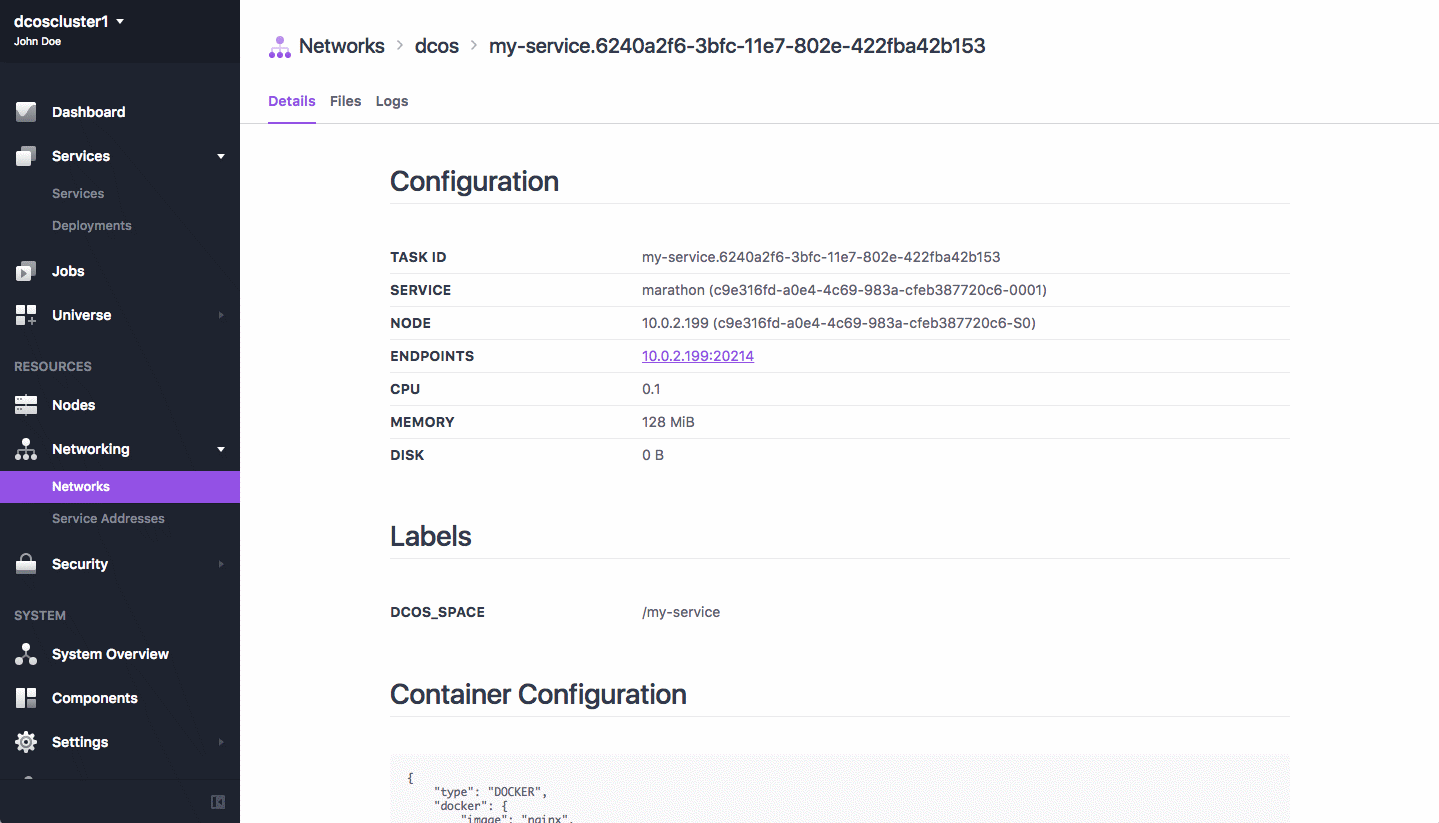 dcoscluster1
John Doe
Dashboard
Services
Services
Deployments
Jobs
Universe
RESOURCES
Nodes
Networking
Networks
Service Addresses
Security
SYSTEM
System Overview
Components
Settings
Networks > dcos > my-service.6240a2f6-3bfc-11e7-802e-422fba42b153
Details Files Logs
Configuration
TASK ID my-service.6240a2f6-3bfc-11e7-802e-422fba42b153
SERVICE marathon (c9e316fd-a0e4-4c69-983a-cfeb387720c6-0001)
NODE 10.0.2.199 (c9e316fd-a0e4-4c69-983a-cfeb387720c6-S0)
ENDPOINTS 10.0.2.199:20214
CPU 0.1
MEMORY 128 MiB
DISK 0 B
Labels
DCOS_SPACE /my-service
Container Configuration
{
"type": "DOCKER",
"docker": {
"image": "nginx",